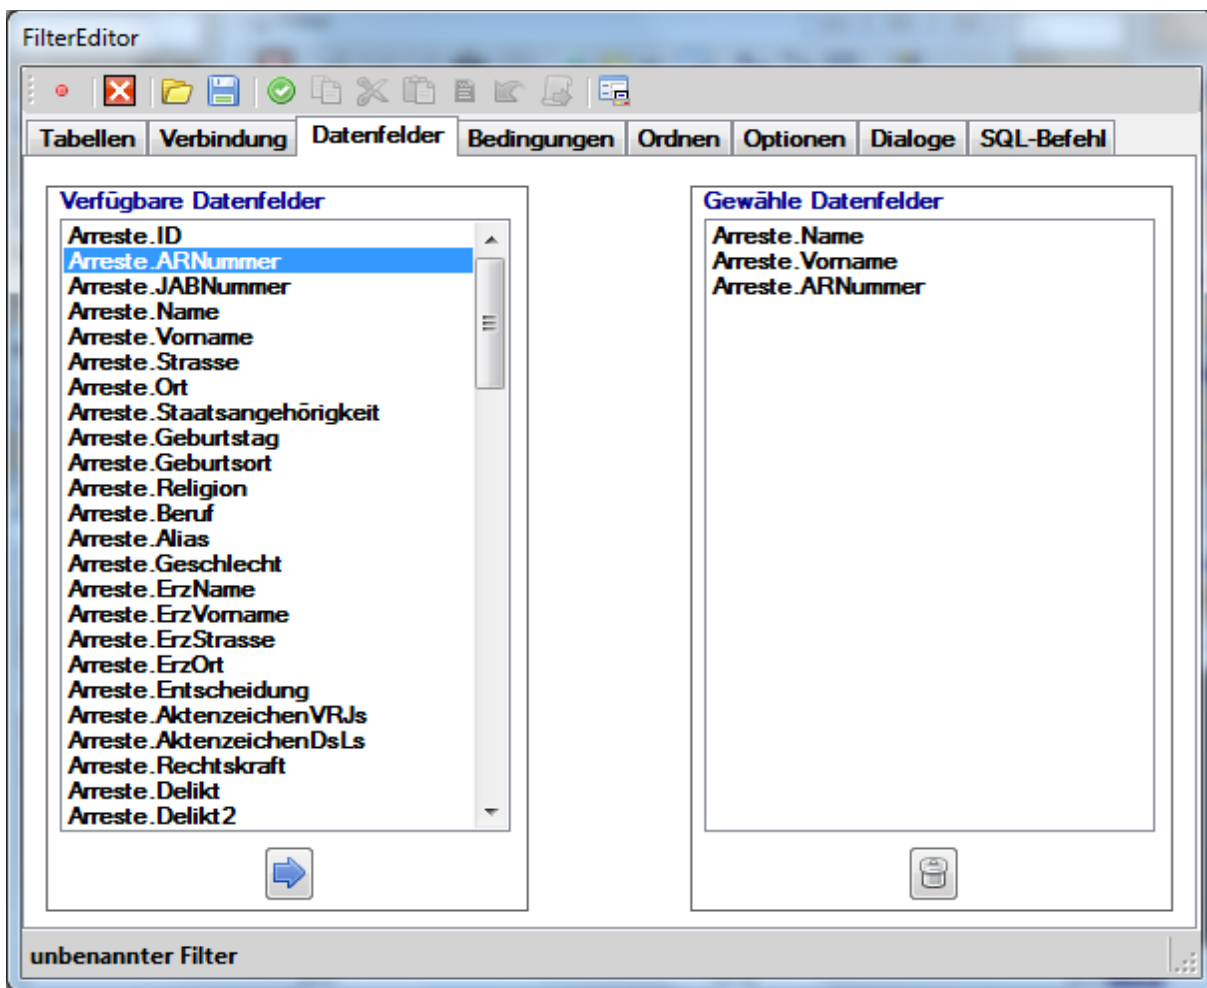 FilterEditor
Tabellen Verbindung Datenfelder Bedingungen Ordnen Optionen Dialoge SQL-Befehl
Verfügbare Datenfelder
Arreste.ID
Arreste.ARNummer
Arreste.JABNummer
Arreste.Name
Arreste.Vorname
Arreste.Strasse
Arreste.Ort
Arreste.Staatsangehörigkeit
Arreste.Geburtstag
Arreste.Geburtsort
Arreste.Religion
Arreste.Beruf
Arreste.Alias
Arreste.Geschlecht
Arreste.ErzName
Arreste.ErzVorname
Arreste.ErzStrasse
Arreste.ErzOrt
Arreste.Entscheidung
Arreste.AktenzeichenVRJs
Arreste.AktenzeichenDsLs
Arreste.Rechtskraft
Arreste.Delikt
Arreste.Delikt2
Gewähle Datenfelder
Arreste.Name
Arreste.Vorname
Arreste.ARNummer
unbenannter Filter